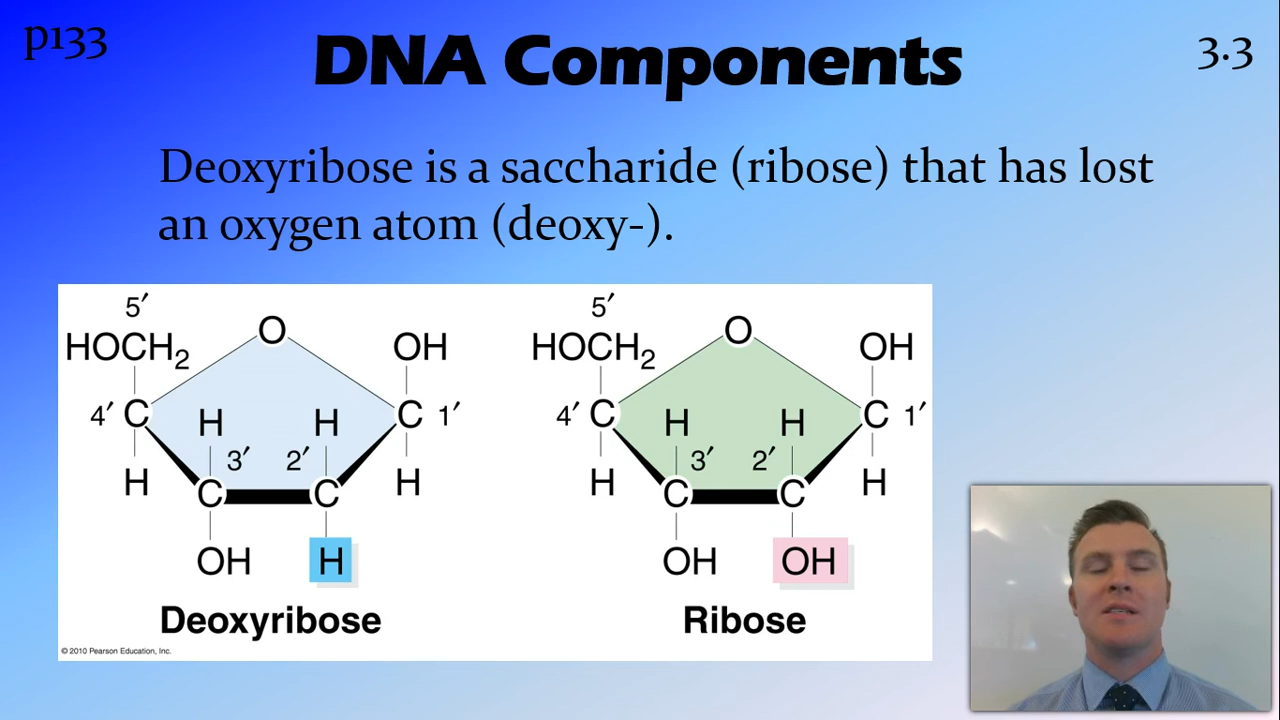 p133
DNA Components
3.3
Deoxyribose is a saccharide (ribose) that has lost
an oxygen atom (deoxy-).
5′
HOCH₂
O
OH
4′ C
H
H
C 1′
3′
2′
H
C
C
H
OH
H
Deoxyribose
5′
HOCH₂
O
OH
4′ C
H
H
C 1′
3′
2′
H
C
C
H
OH
OH
Ribose
© 2010 Pearson Education, Inc.